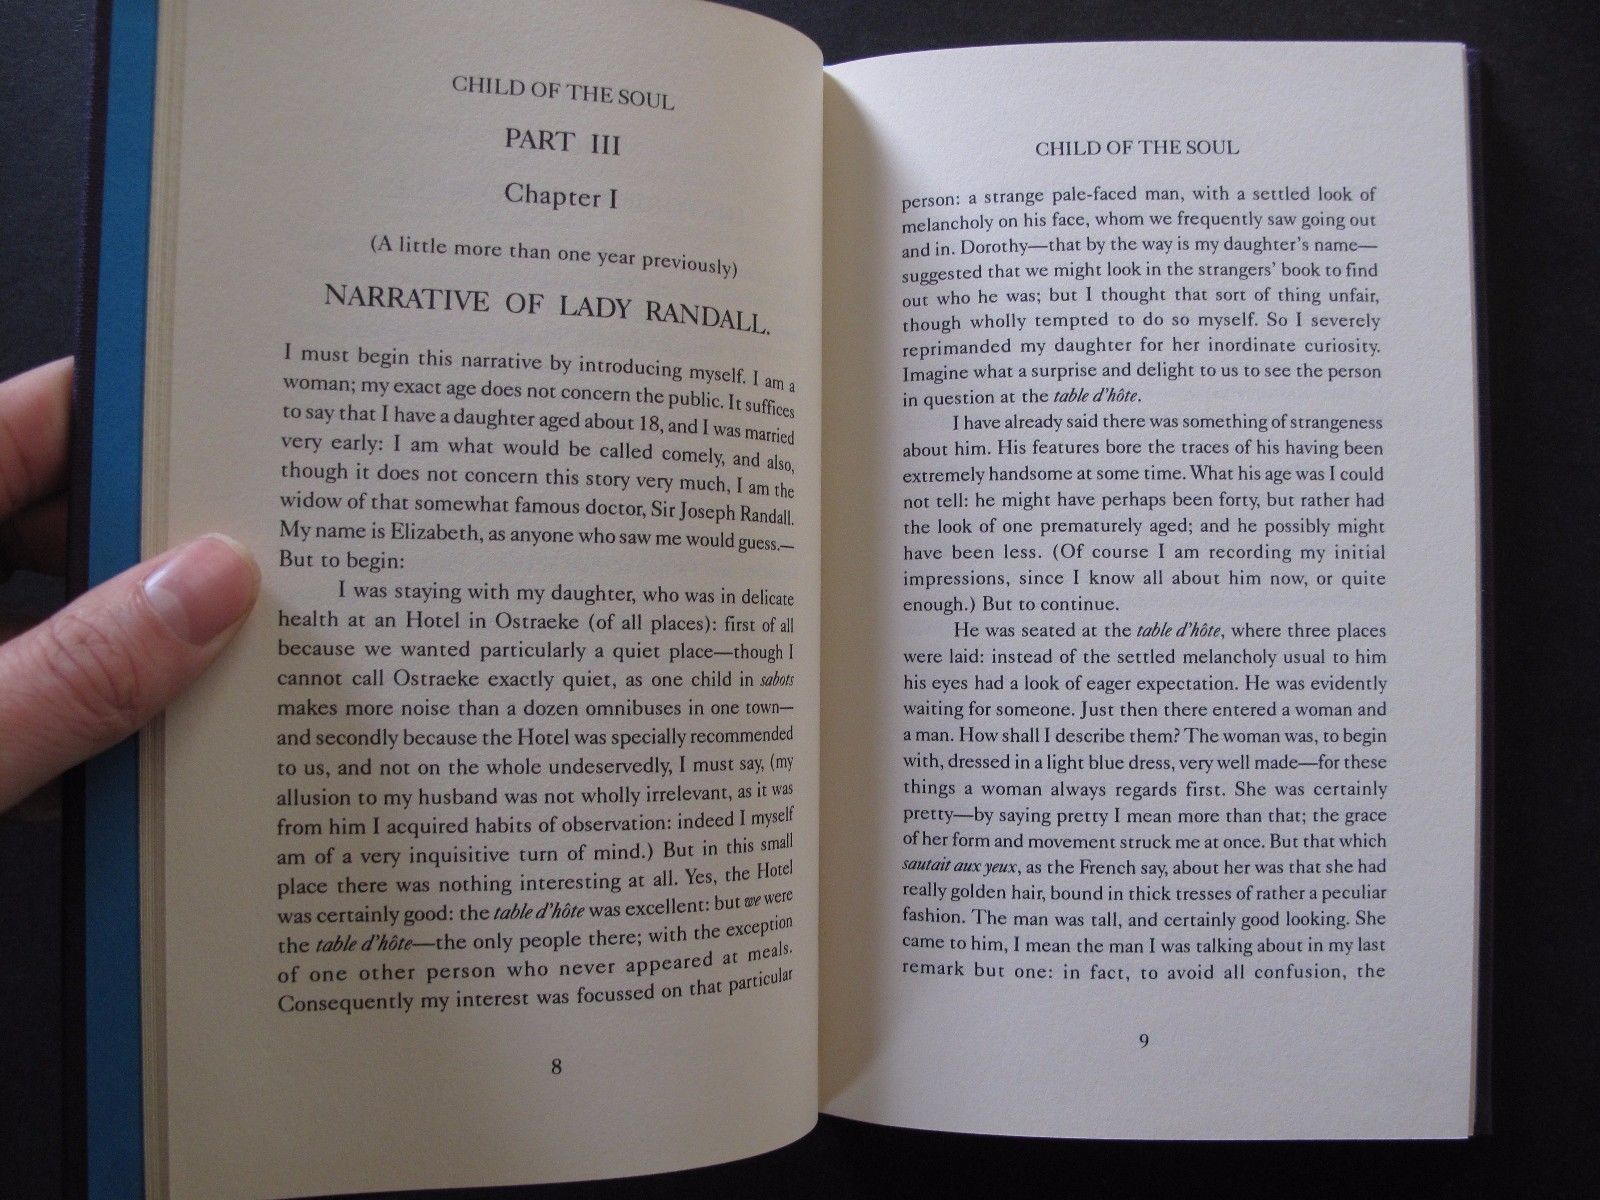 CHILD OF THE SOUL
PART III
Chapter I
(A little more than one year previously)
NARRATIVE OF LADY RANDALL.
I must begin this narrative by introducing myself. I am a
woman; my exact age does not concern the public. It suffices
to say that I have a daughter aged about 18, and I was married
very early: I am what would be called comely, and also,
though it does not concern this story very much, I am the
widow of that somewhat famous doctor, Sir Joseph Randall.
My name is Elizabeth, as anyone who saw me would guess.—
But to begin:
I was staying with my daughter, who was in delicate
health at an Hotel in Ostraeke (of all places): first of all
because we wanted particularly a quiet place—though I
cannot call Ostraeke exactly quiet, as one child in sabots
makes more noise than a dozen omnibuses in one town—
and secondly because the Hotel was specially recommended
to us, and not on the whole undeservedly, I must say, (my
allusion to my husband was not wholly irrelevant, as it was
from him I acquired habits of observation: indeed I myself
am of a very inquisitive turn of mind.) But in this small
place there was nothing interesting at all. Yes, the Hotel
was certainly good: the table d'hôte was excellent: but we were
the table d'hôte—the only people there; with the exception
of one other person who never appeared at meals.
Consequently my interest was focussed on that particular
8
CHILD OF THE SOUL
person: a strange pale-faced man, with a settled look of
melancholy on his face, whom we frequently saw going out
and in. Dorothy—that by the way is my daughter's name—
suggested that we might look in the strangers' book to find
out who he was; but I thought that sort of thing unfair,
though wholly tempted to do so myself. So I severely
reprimanded my daughter for her inordinate curiosity.
Imagine what a surprise and delight to us to see the person
in question at the table d'hôte.
I have already said there was something of strangeness
about him. His features bore the traces of his having been
extremely handsome at some time. What his age was I could
not tell: he might have perhaps been forty, but rather had
the look of one prematurely aged; and he possibly might
have been less. (Of course I am recording my initial
impressions, since I know all about him now, or quite
enough.) But to continue.
He was seated at the table d'hôte, where three places
were laid: instead of the settled melancholy usual to him
his eyes had a look of eager expectation. He was evidently
waiting for someone. Just then there entered a woman and
a man. How shall I describe them? The woman was, to begin
with, dressed in a light blue dress, very well made—for these
things a woman always regards first. She was certainly
pretty—by saying pretty I mean more than that; the grace
of her form and movement struck me at once. But that which
sautait aux yeux, as the French say, about her was that she had
really golden hair, bound in thick tresses of rather a peculiar
fashion. The man was tall, and certainly good looking. She
came to him, I mean the man I was talking about in my last
remark but one: in fact, to avoid all confusion, the
9